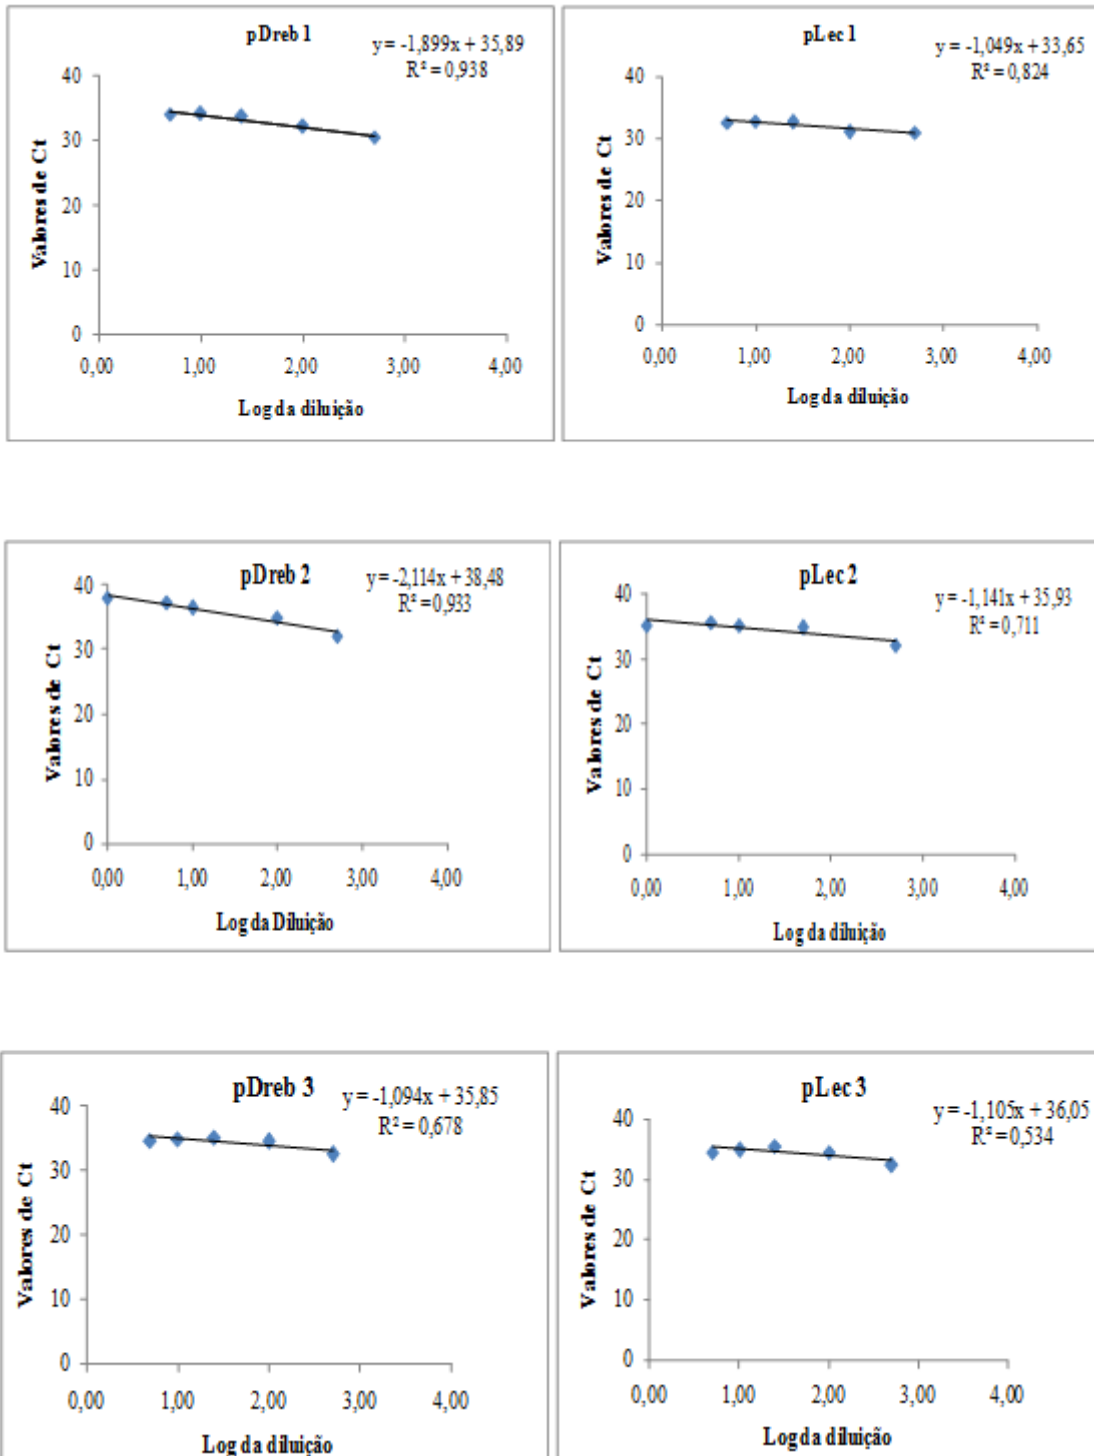 pDreb 1
y = -1,899x + 35,89
R² = 0,938
40
30
20
10
0
0,00 1,00 2,00 3,00 4,00
Valores de Ct
Log da diluição
pLec 1
y = -1,049x + 33,65
R² = 0,824
40
30
20
10
0
0,00 1,00 2,00 3,00 4,00
Valores de Ct
Log da diluição
pDreb 2
y = -2,114x + 38,48
R² = 0,933
40
30
20
10
0
0,00 1,00 2,00 3,00 4,00
Valores de Ct
Log da Diluição
pLec 2
y = -1,141x + 35,93
R² = 0,711
40
30
20
10
0
0,00 1,00 2,00 3,00 4,00
Valores de Ct
Log da diluição
pDreb 3
y = -1,094x + 35,85
R² = 0,678
40
30
20
10
0
0,00 1,00 2,00 3,00 4,00
Valores de Ct
Log da diluição
pLec 3
y = -1,105x + 36,05
R² = 0,534
40
30
20
10
0
0,00 1,00 2,00 3,00 4,00
Valores de Ct
Log da diluição